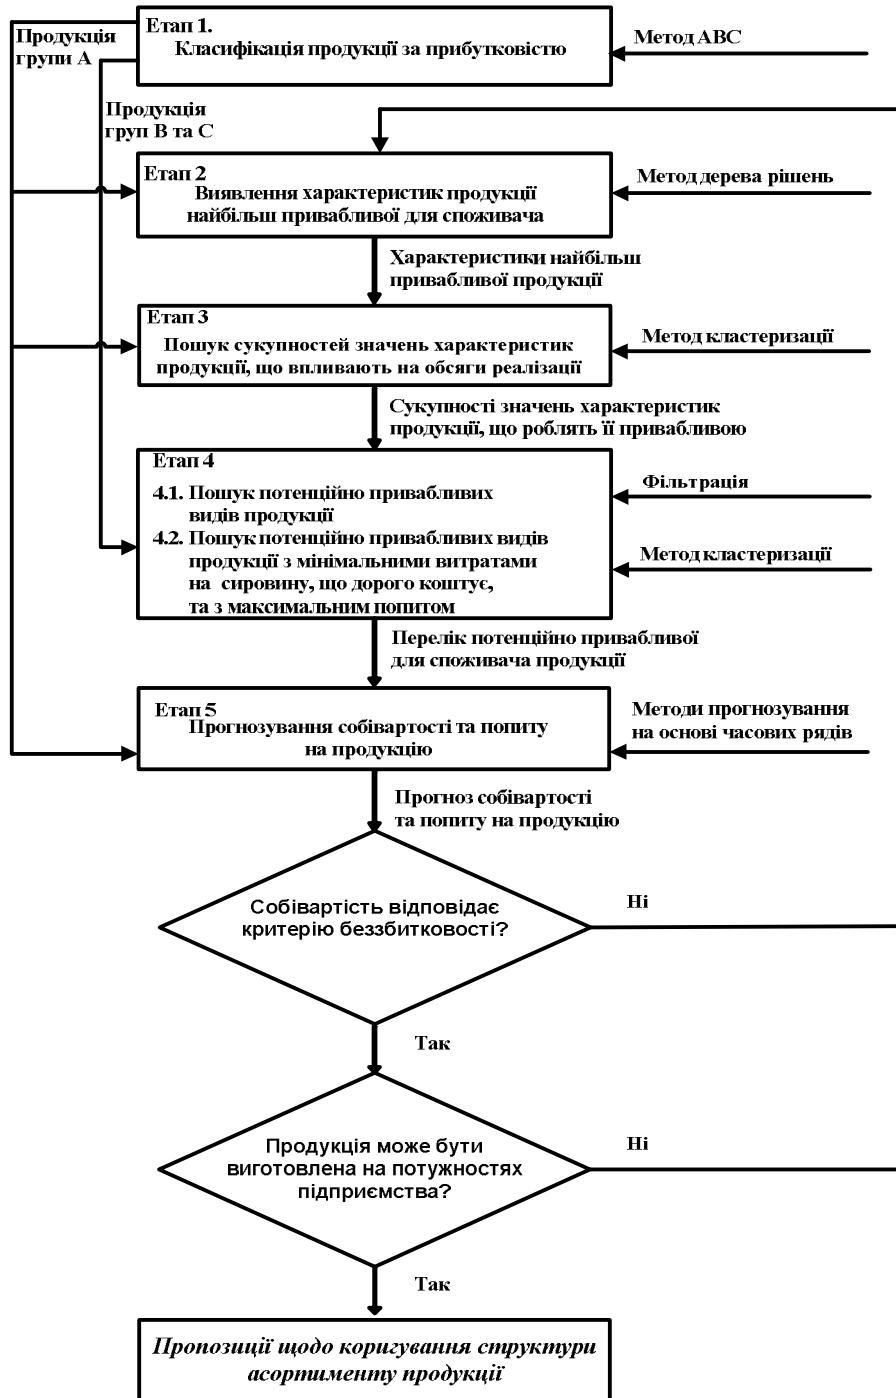 Етап 1.
Класифікація продукції за прибутковістю
Продукція
групи А
Метод АВС
Продукція
груп В та С
Етап 2
Виявлення характеристик продукції
найбільш привабливої для споживача
Метод дерева рішень
Характеристики найбільш
привабливої продукції
Етап 3
Пошук сукупностей значень характеристик
продукції, що впливають на обсяги реалізації
Метод кластеризації
Сукупності значень характеристик
продукції, що роблять її привабливою
Етап 4
4.1. Пошук потенційно привабливих
видів продукції
4.2. Пошук потенційно привабливих видів
продукції з мінімальними витратами
на сировину, що дорого коштує,
та з максимальним попитом
Фільтрація
Метод кластеризації
Перелік потенційно привабливої
для споживача продукції
Етап 5
Прогнозування собівартості та попиту
на продукцію
Методи прогнозування
на основі часових рядів
Прогноз собівартості
та попиту на продукцію
Собівартість відповідає
критерію беззбитковості?
Ні
Так
Продукція може бути
виготовлена на потужностях
підприємства?
Ні
Так
Пропозиції щодо коригування структури
асортименту продукції